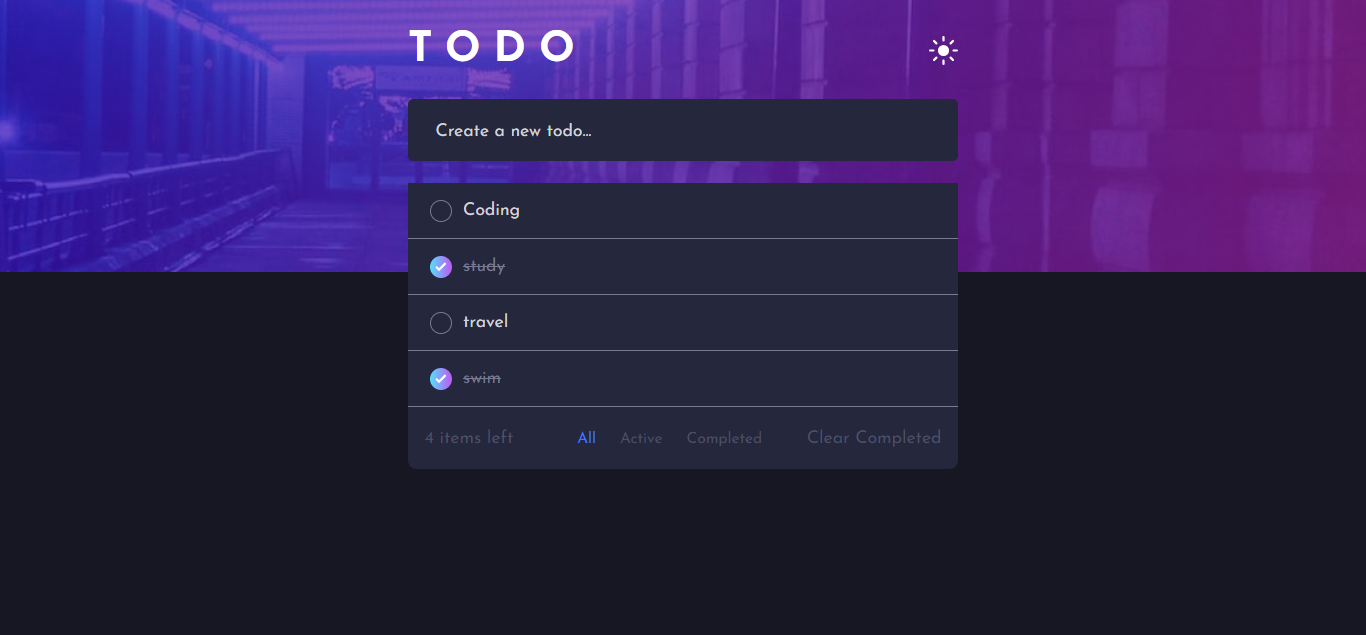 TODO
Create a new todo...
Coding
study
travel
swim
4 items left All Active Completed Clear Completed